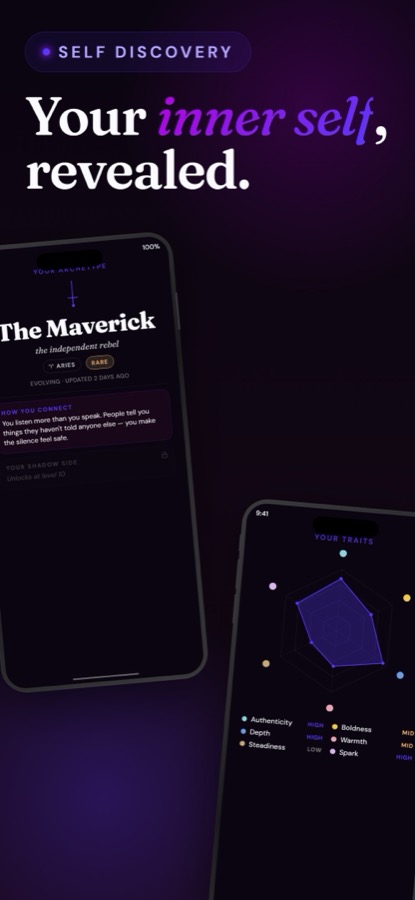 SELF DISCOVERY
Your inner self,
revealed.
100%
YOUR ARCHETYPE
The Maverick
the independent rebel
ARIES
RARE
EVOLVING · UPDATED 2 DAYS AGO
HOW YOU CONNECT
You listen more than you speak. People tell you
things they haven't told anyone else — you make
the silence feel safe.
YOUR SHADOW SIDE
Unlocks at level 10
9:41
YOUR TRAITS
Authenticity HIGH Boldness MID
Depth HIGH Warmth MID
Steadiness LOW Spark HIGH